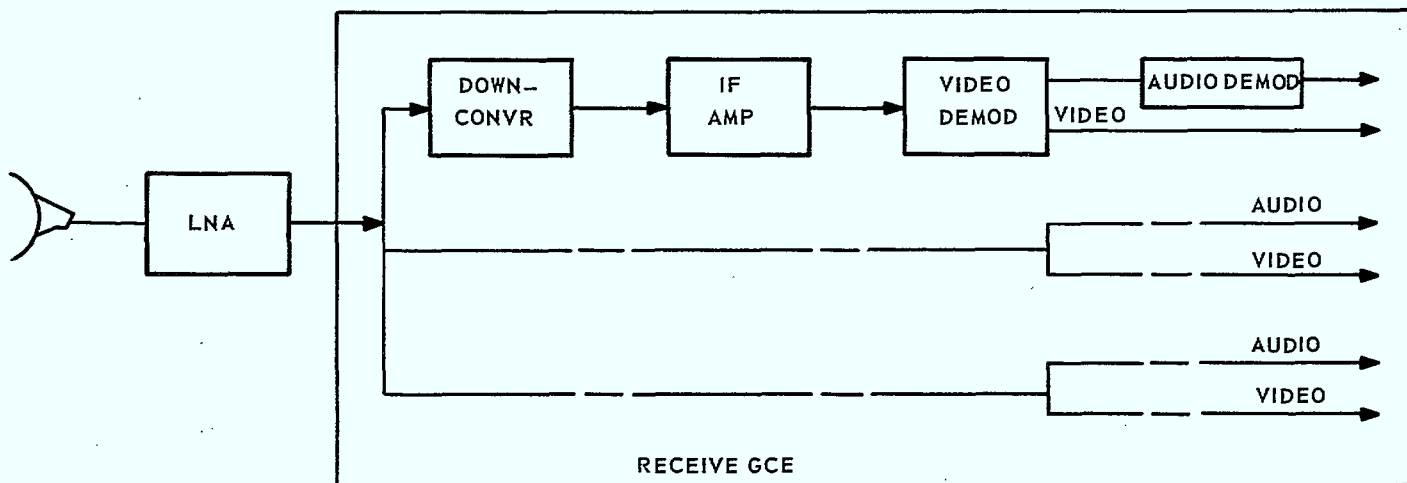 DOWN-
CONVR
IF
AMP
VIDEO
DEMOD
AUDIO DEMOD
VIDEO
LNA
AUDIO
VIDEO
AUDIO
VIDEO
RECEIVE GCE